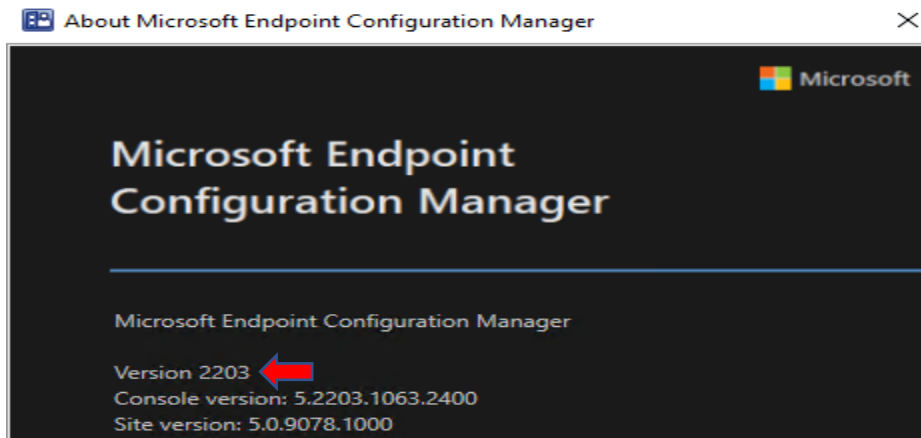 About Microsoft Endpoint Configuration Manager
Microsoft
Microsoft Endpoint
Configuration Manager
Microsoft Endpoint Configuration Manager
Version 2203
Console version: 5.2203.1063.2400
Site version: 5.0.9078.1000